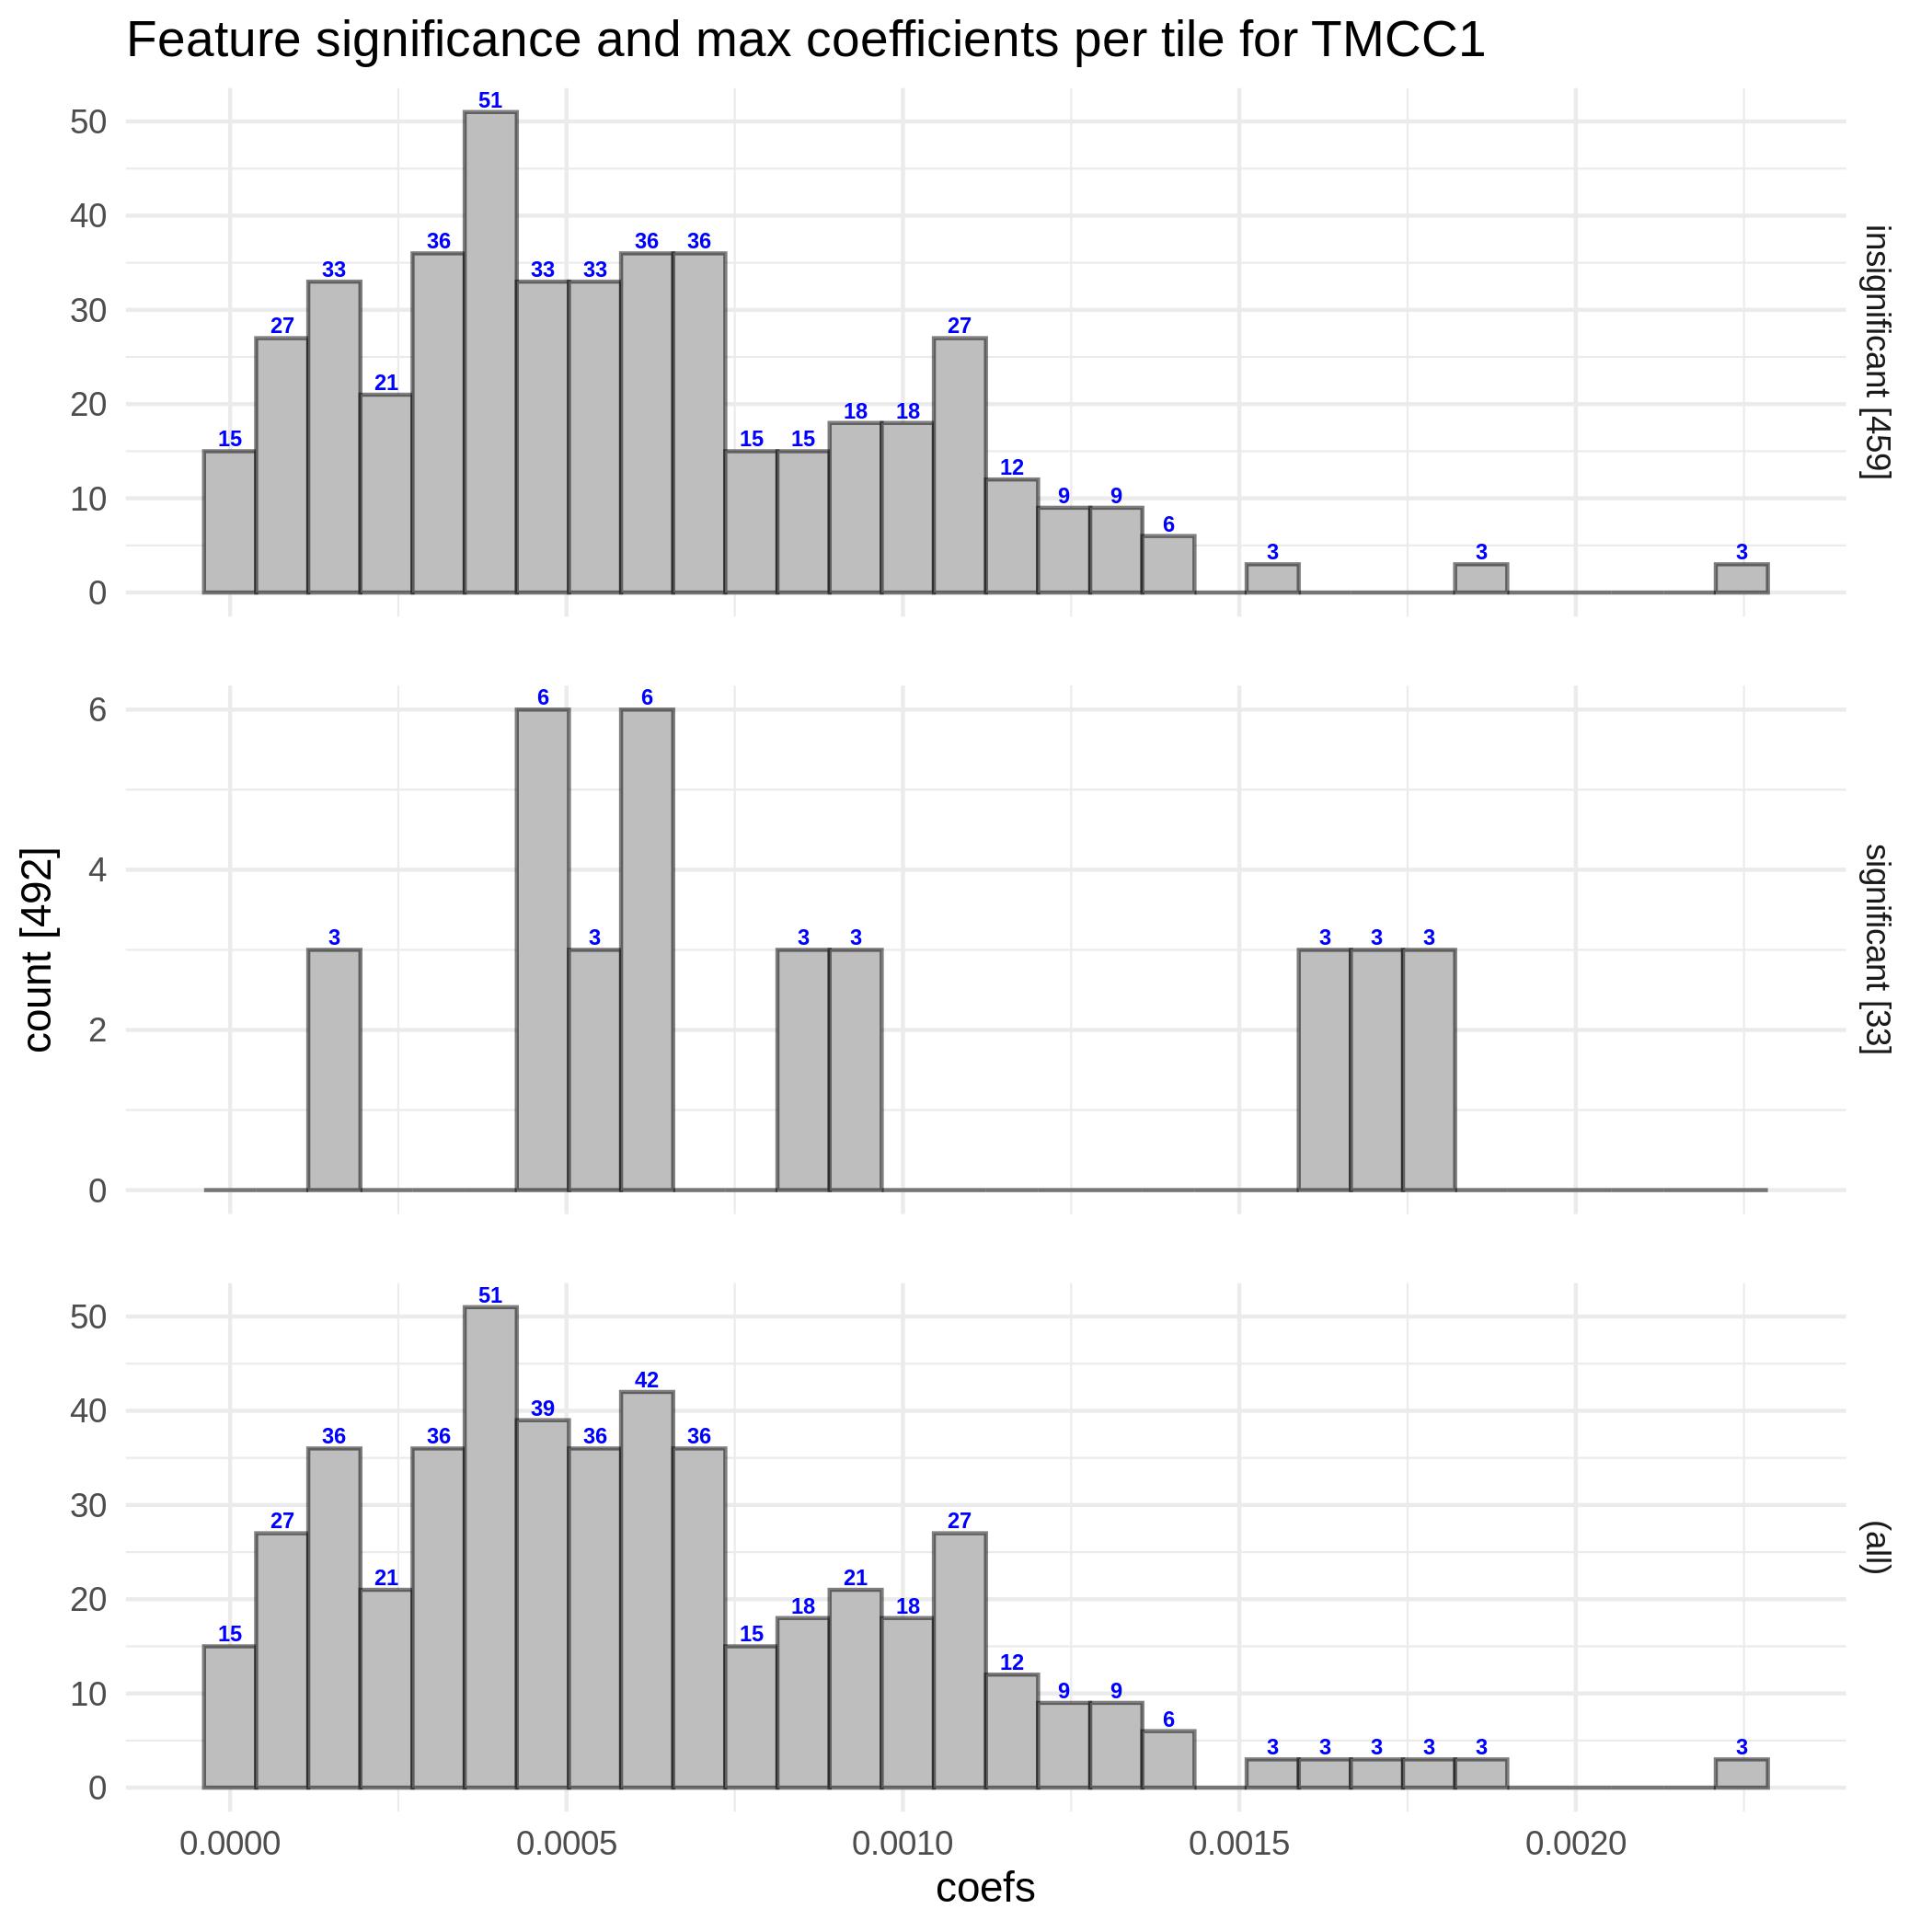 Feature significance and max coefficients per tile for TMCC1
51
50
40
36 36 36
33 33 33
30
27 27
21
20
18 18
15 15 15
12
10
9 9
6
3 3 3
0
insignificant [459]
6 6
6
4
3 3 3 3 3 3 3
2
0
significant [33]
count [492]
51
50
42
40
39
36 36 36 36
30
27 27
21 21
20
18 18
15 15
12
10
9 9
6
3 3 3 3 3 3
0
(all)
0.0000 0.0005 0.0010 0.0015 0.0020
coefs